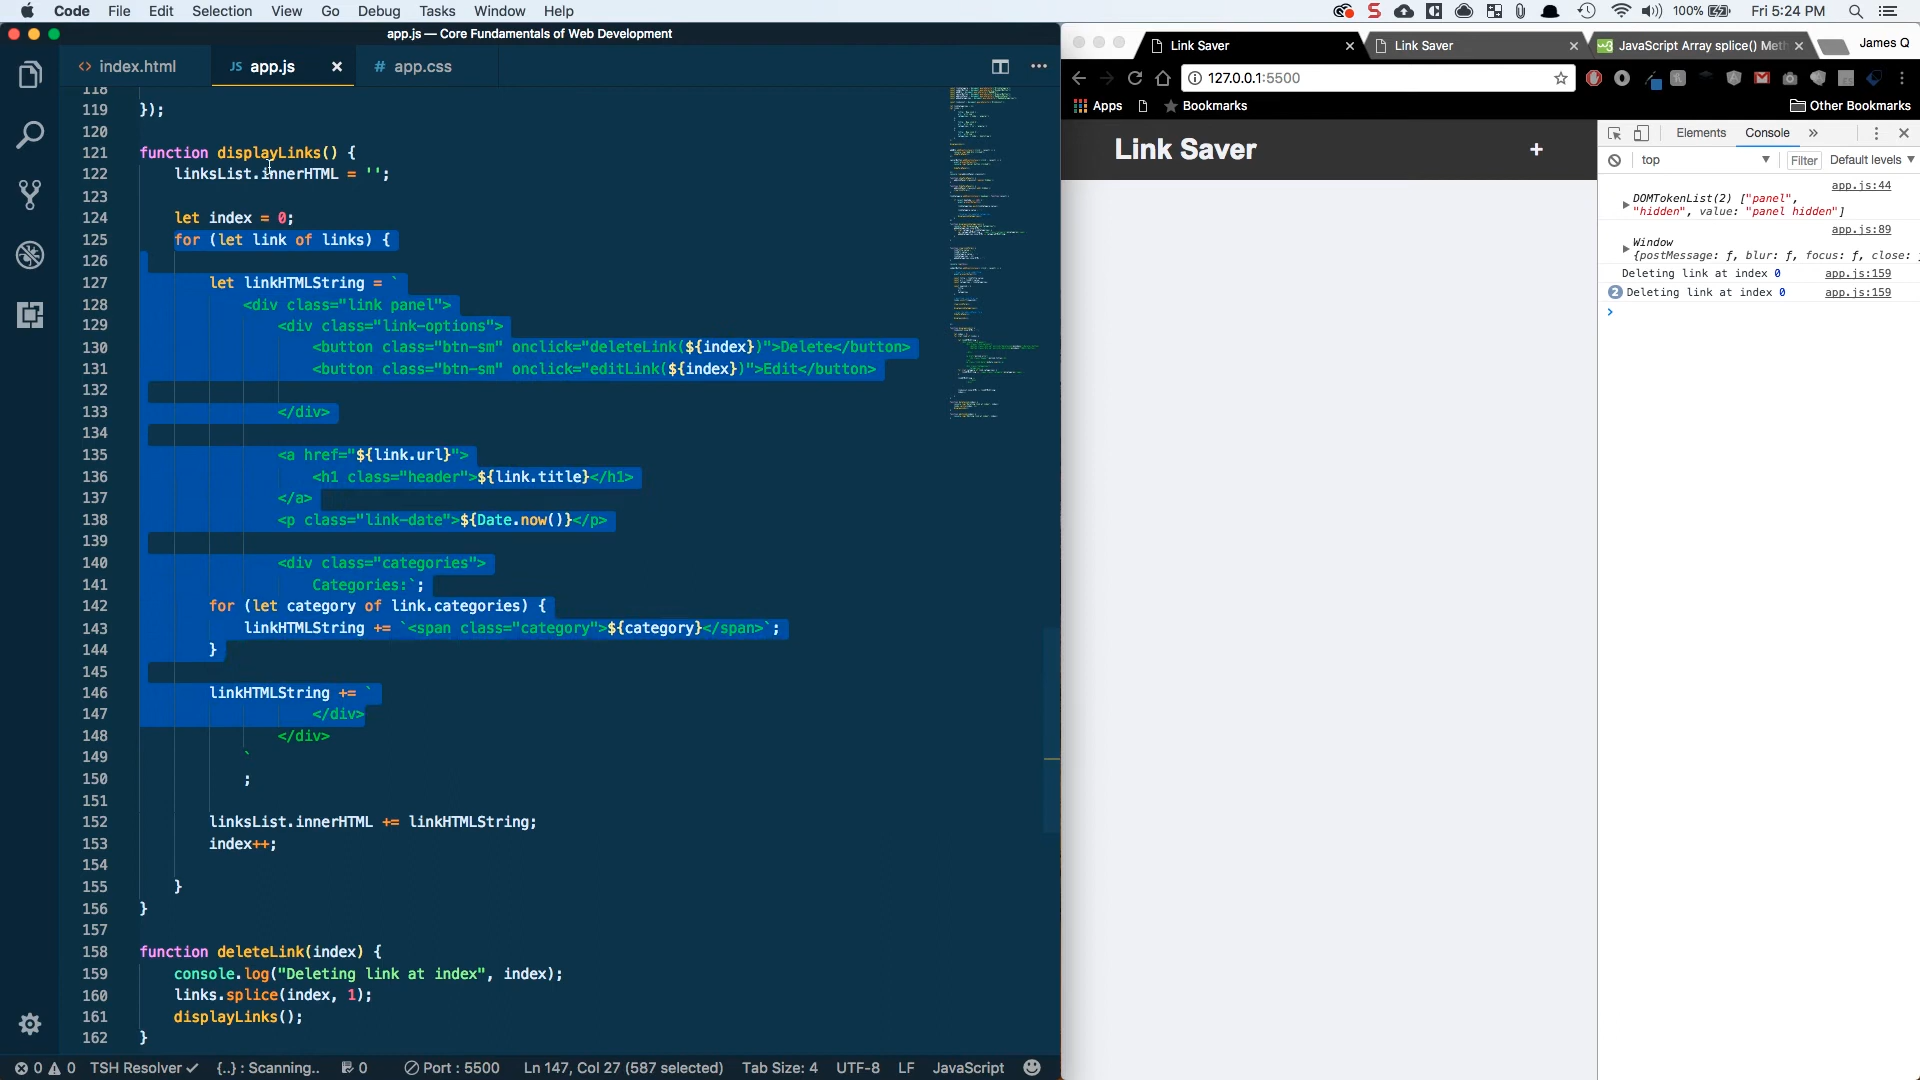 Code File Edit Selection View Go Debug Tasks Window Help 100% Fri 5:24 PM
app.js — Core Fundamentals of Web Development
<> index.html JS app.js × # app.css ···
118
119 });
120
121 function displayLinks() {
122 linksList.innerHTML = '';
123
124 let index = 0;
125 for (let link of links) {
126
127 let linkHTMLString = `
128 <div class="link panel">
129 <div class="link-options">
130 <button class="btn-sm" onclick="deleteLink(${index})">Delete</button>
131 <button class="btn-sm" onclick="editLink(${index})">Edit</button>
132
133 </div>
134
135 <a href="${link.url}">
136 <h1 class="header">${link.title}</h1>
137 </a>
138 <p class="link-date">${Date.now()}</p>
139
140 <div class="categories">
141 Categories:`;
142 for (let category of link.categories) {
143 linkHTMLString += `<span class="category">${category}</span>`;
144 }
145
146 linkHTMLString += `
147 </div>
148 </div>
149 `
150 ;
151
152 linksList.innerHTML += linkHTMLString;
153 index++;
154
155 }
156 }
157
158 function deleteLink(index) {
159 console.log("Deleting link at index", index);
160 links.splice(index, 1);
161 displayLinks();
162 }
0 0 TSH Resolver {..} : Scanning.. 0 Port : 5500 Ln 147, Col 27 (587 selected) Tab Size: 4 UTF-8 LF JavaScript
Link Saver × Link Saver × JavaScript Array splice() Meth × James Q
127.0.0.1:5500
Apps Bookmarks Other Bookmarks
Link Saver +
Elements Console » ×
top Filter Default levels
app.js:44
DOMTokenList(2) ["panel",
"hidden", value: "panel hidden"]
app.js:89
Window
{postMessage: ƒ, blur: ƒ, focus: ƒ, close:
Deleting link at index 0 app.js:159
2 Deleting link at index 0 app.js:159
>